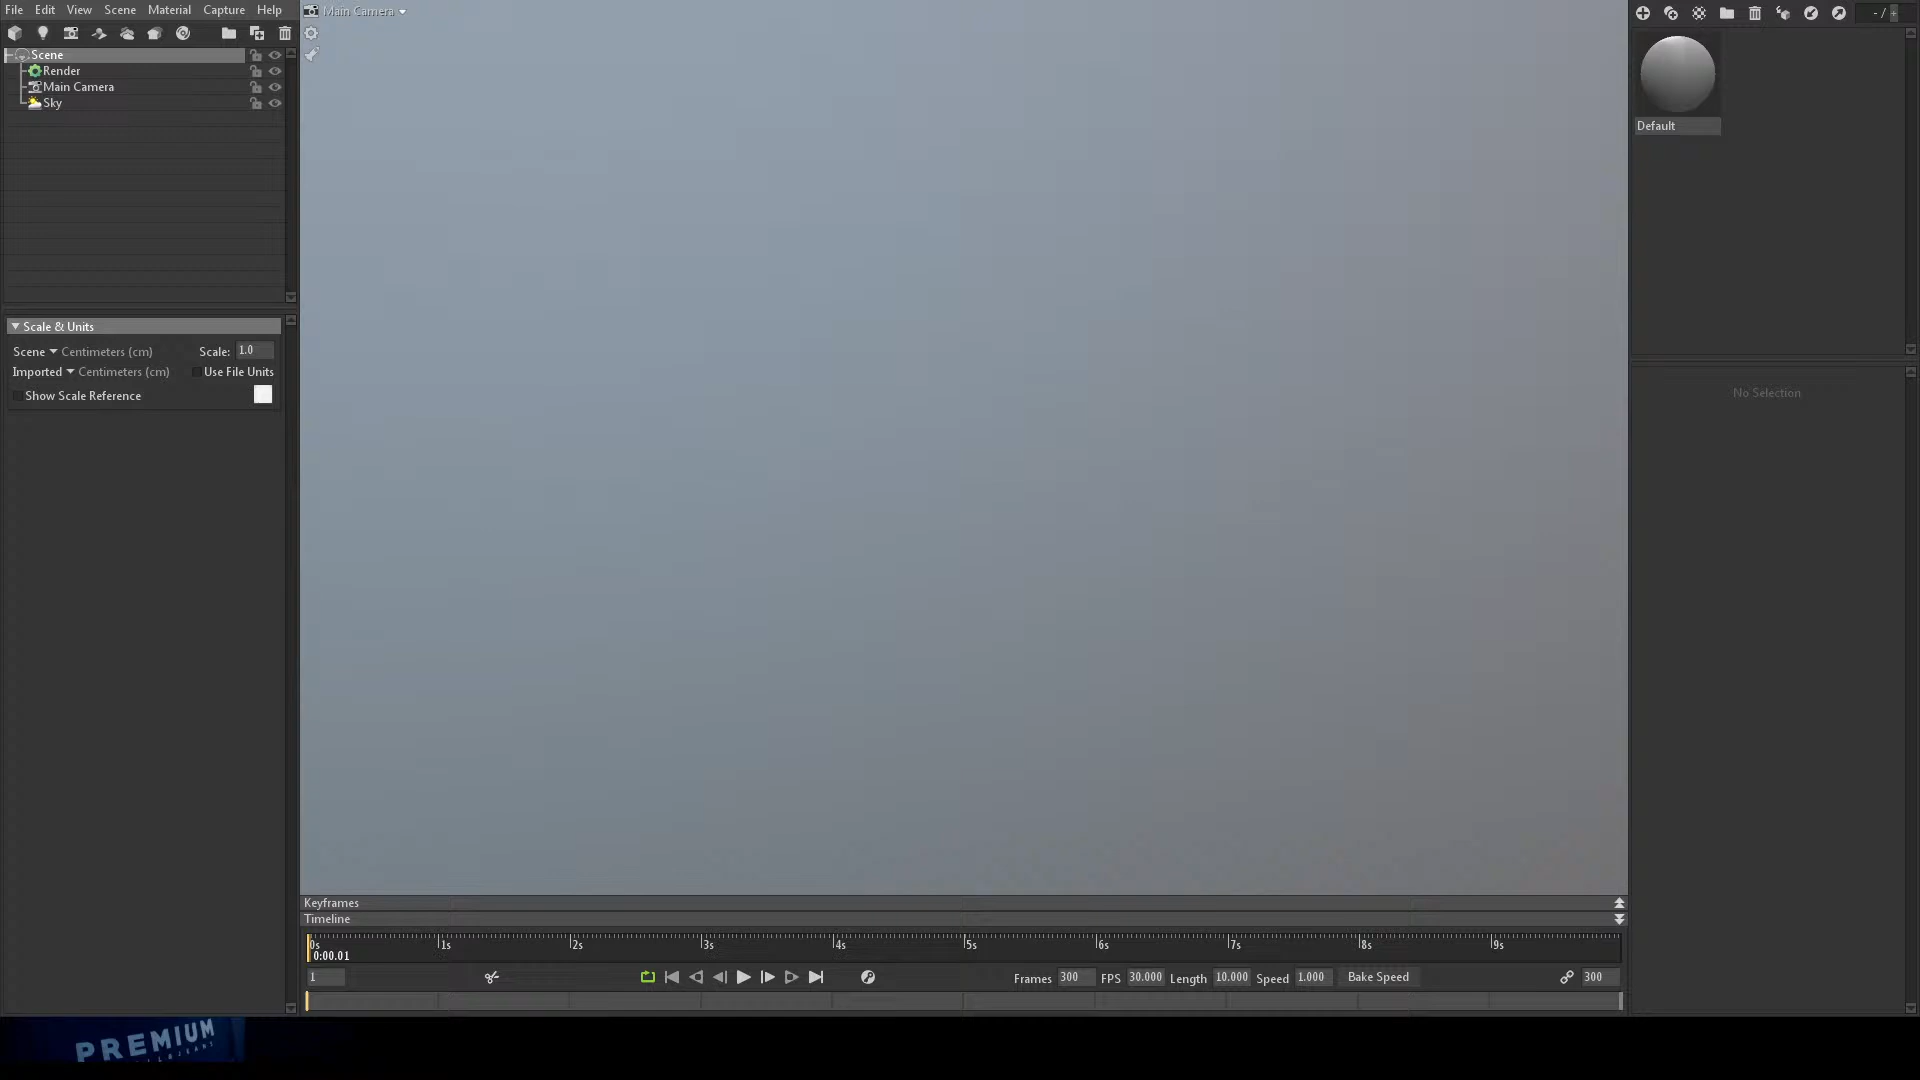 File Edit View Scene Material Capture Help
Main Camera
- / +
Scene
Render
Main Camera
Sky
Default
Scale & Units
Scene Centimeters (cm) Scale: 1.0
Imported Centimeters (cm) Use File Units
Show Scale Reference
No Selection
Keyframes
Timeline
0s 1s 2s 3s 4s 5s 6s 7s 8s 9s
0:00.01
1 Frames 300 FPS 30.000 Length 10.000 Speed 1.000 Bake Speed 300
PREMIUM